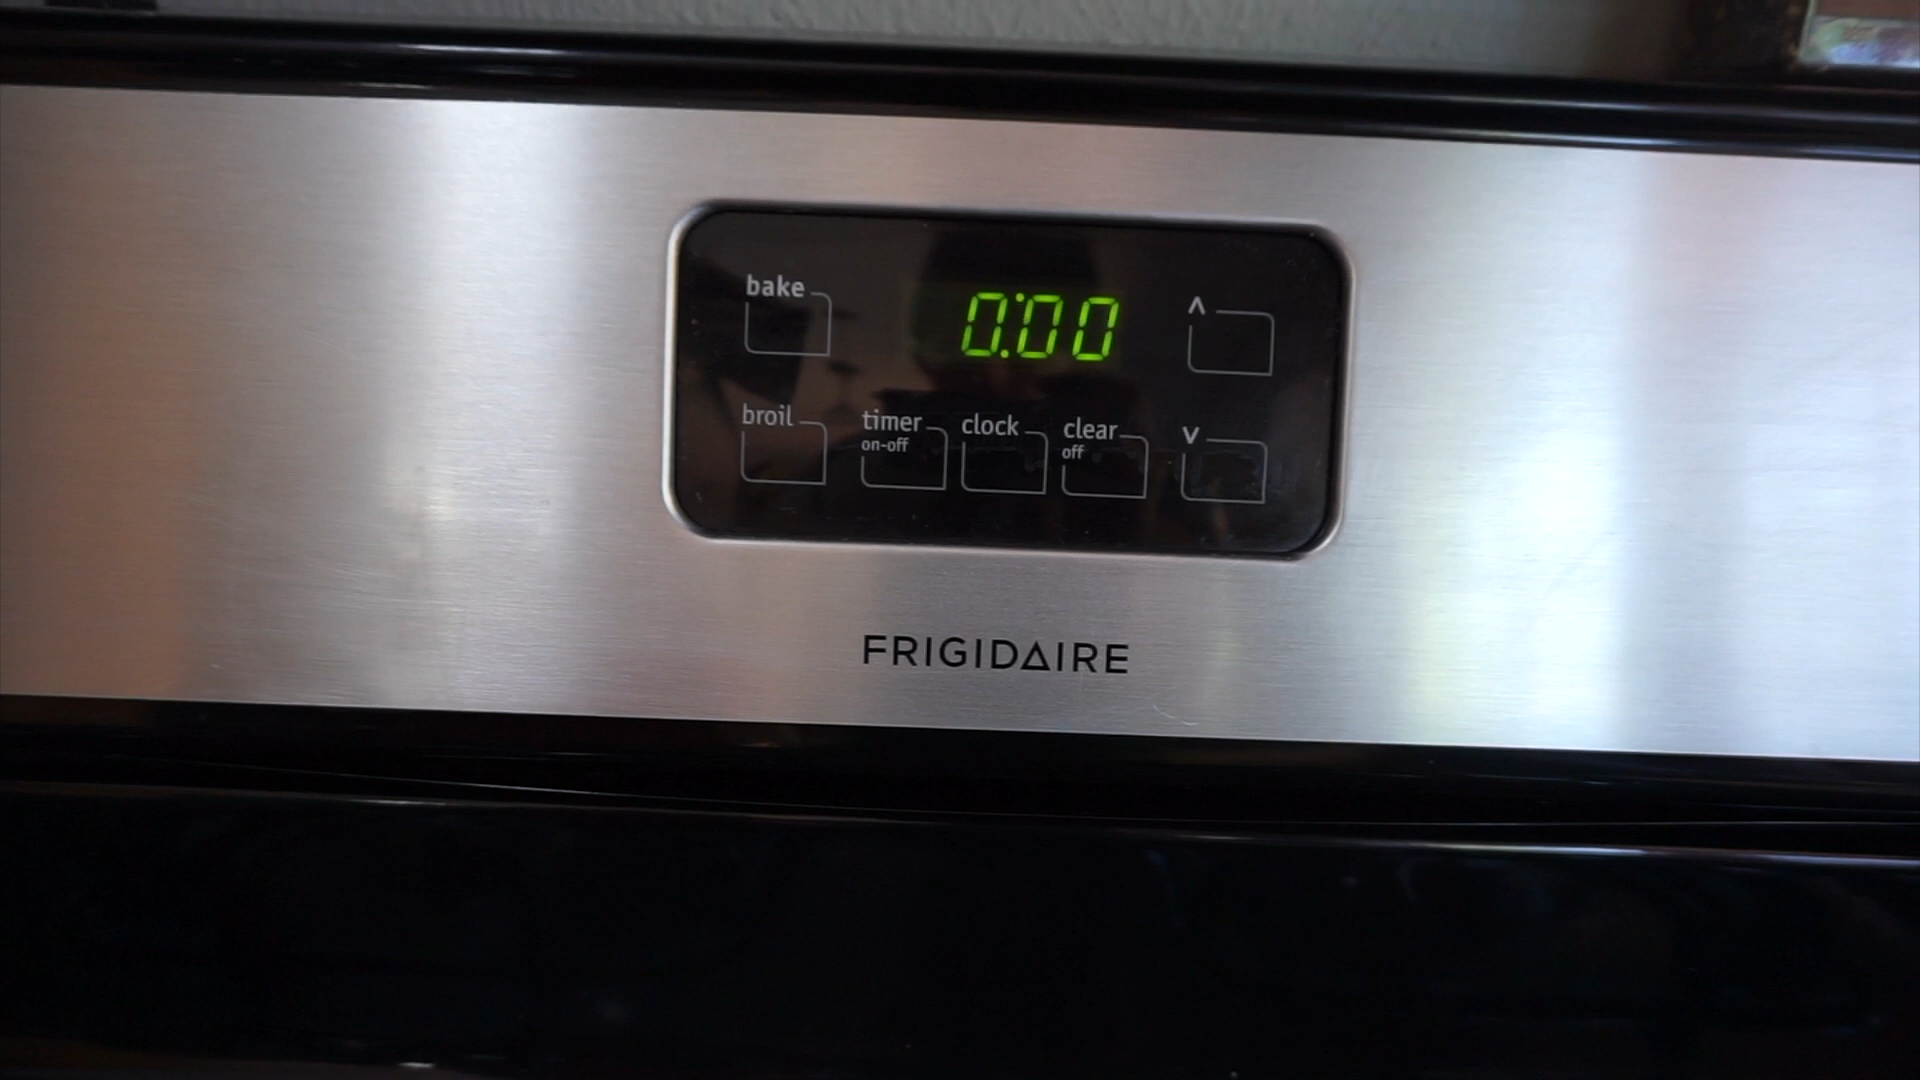 bake
0:00
^
broil
timer
on-off
clock
clear
off
v
FRIGIDAIRE